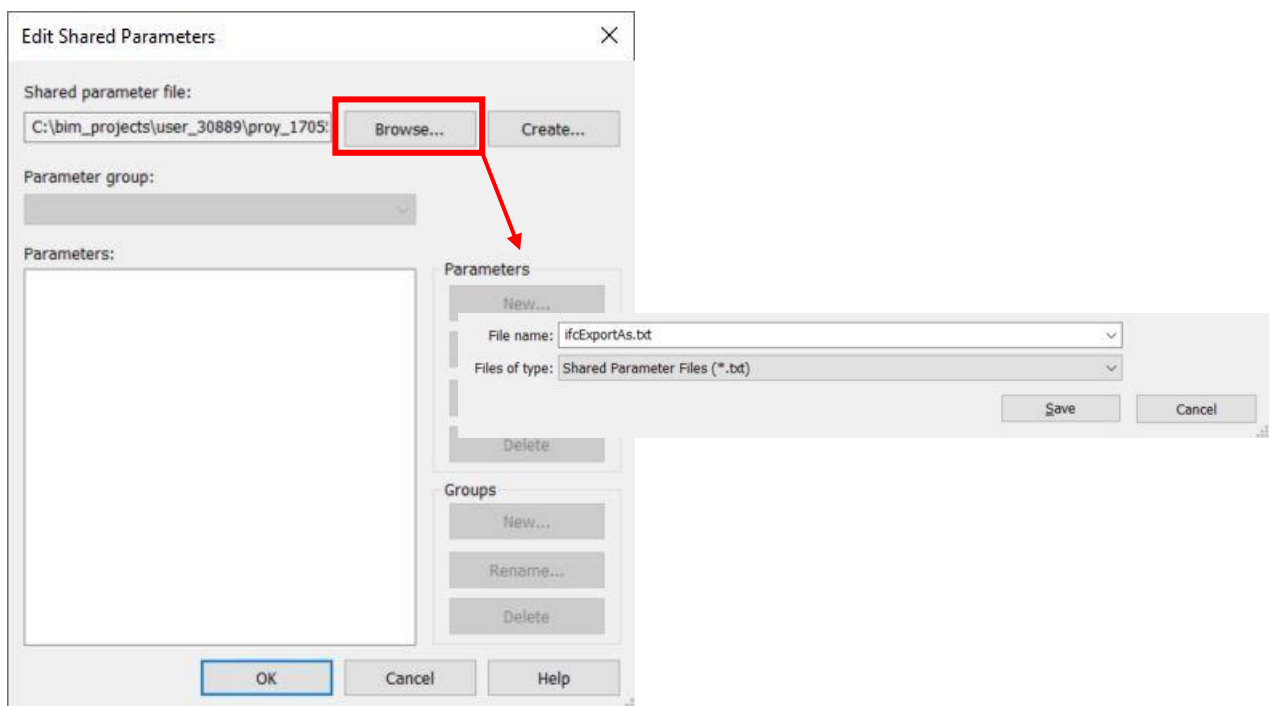 Edit Shared Parameters
Shared parameter file:
C:\bim_projects\user_30889\proy_1705 Browse... Create...
Parameter group:
Parameters:
Parameters
New...
File name: ifcExportAs.txt
Files of type: Shared Parameter Files (*.txt)
Save Cancel
Delete
Groups
New...
Rename...
Delete
OK Cancel Help